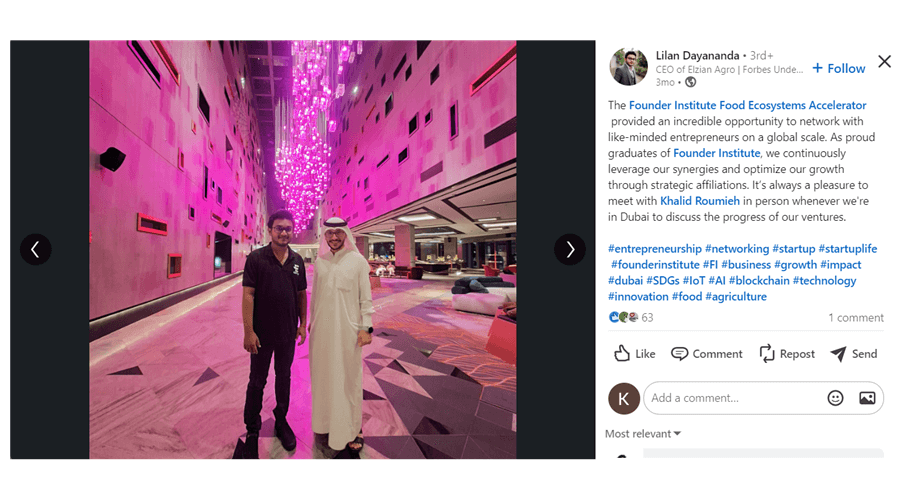 Lilan Dayananda • 3rd+
CEO of Elzian Agro | Forbes Unde...
3mo •
+ Follow
The Founder Institute Food Ecosystems Accelerator
provided an incredible opportunity to network with
like-minded entrepreneurs on a global scale. As proud
graduates of Founder Institute, we continuously
leverage our synergies and optimize our growth
through strategic affiliations. It's always a pleasure to
meet with Khalid Roumieh in person whenever we're
in Dubai to discuss the progress of our ventures.
#entrepreneurship #networking #startup #startuplife
#founderinstitute #FI #business #growth #impact
#dubai #SDGs #IoT #AI #blockchain #technology
#innovation #food #agriculture
63
1 comment
Like
Comment
Repost
Send
K
Add a comment...
Most relevant